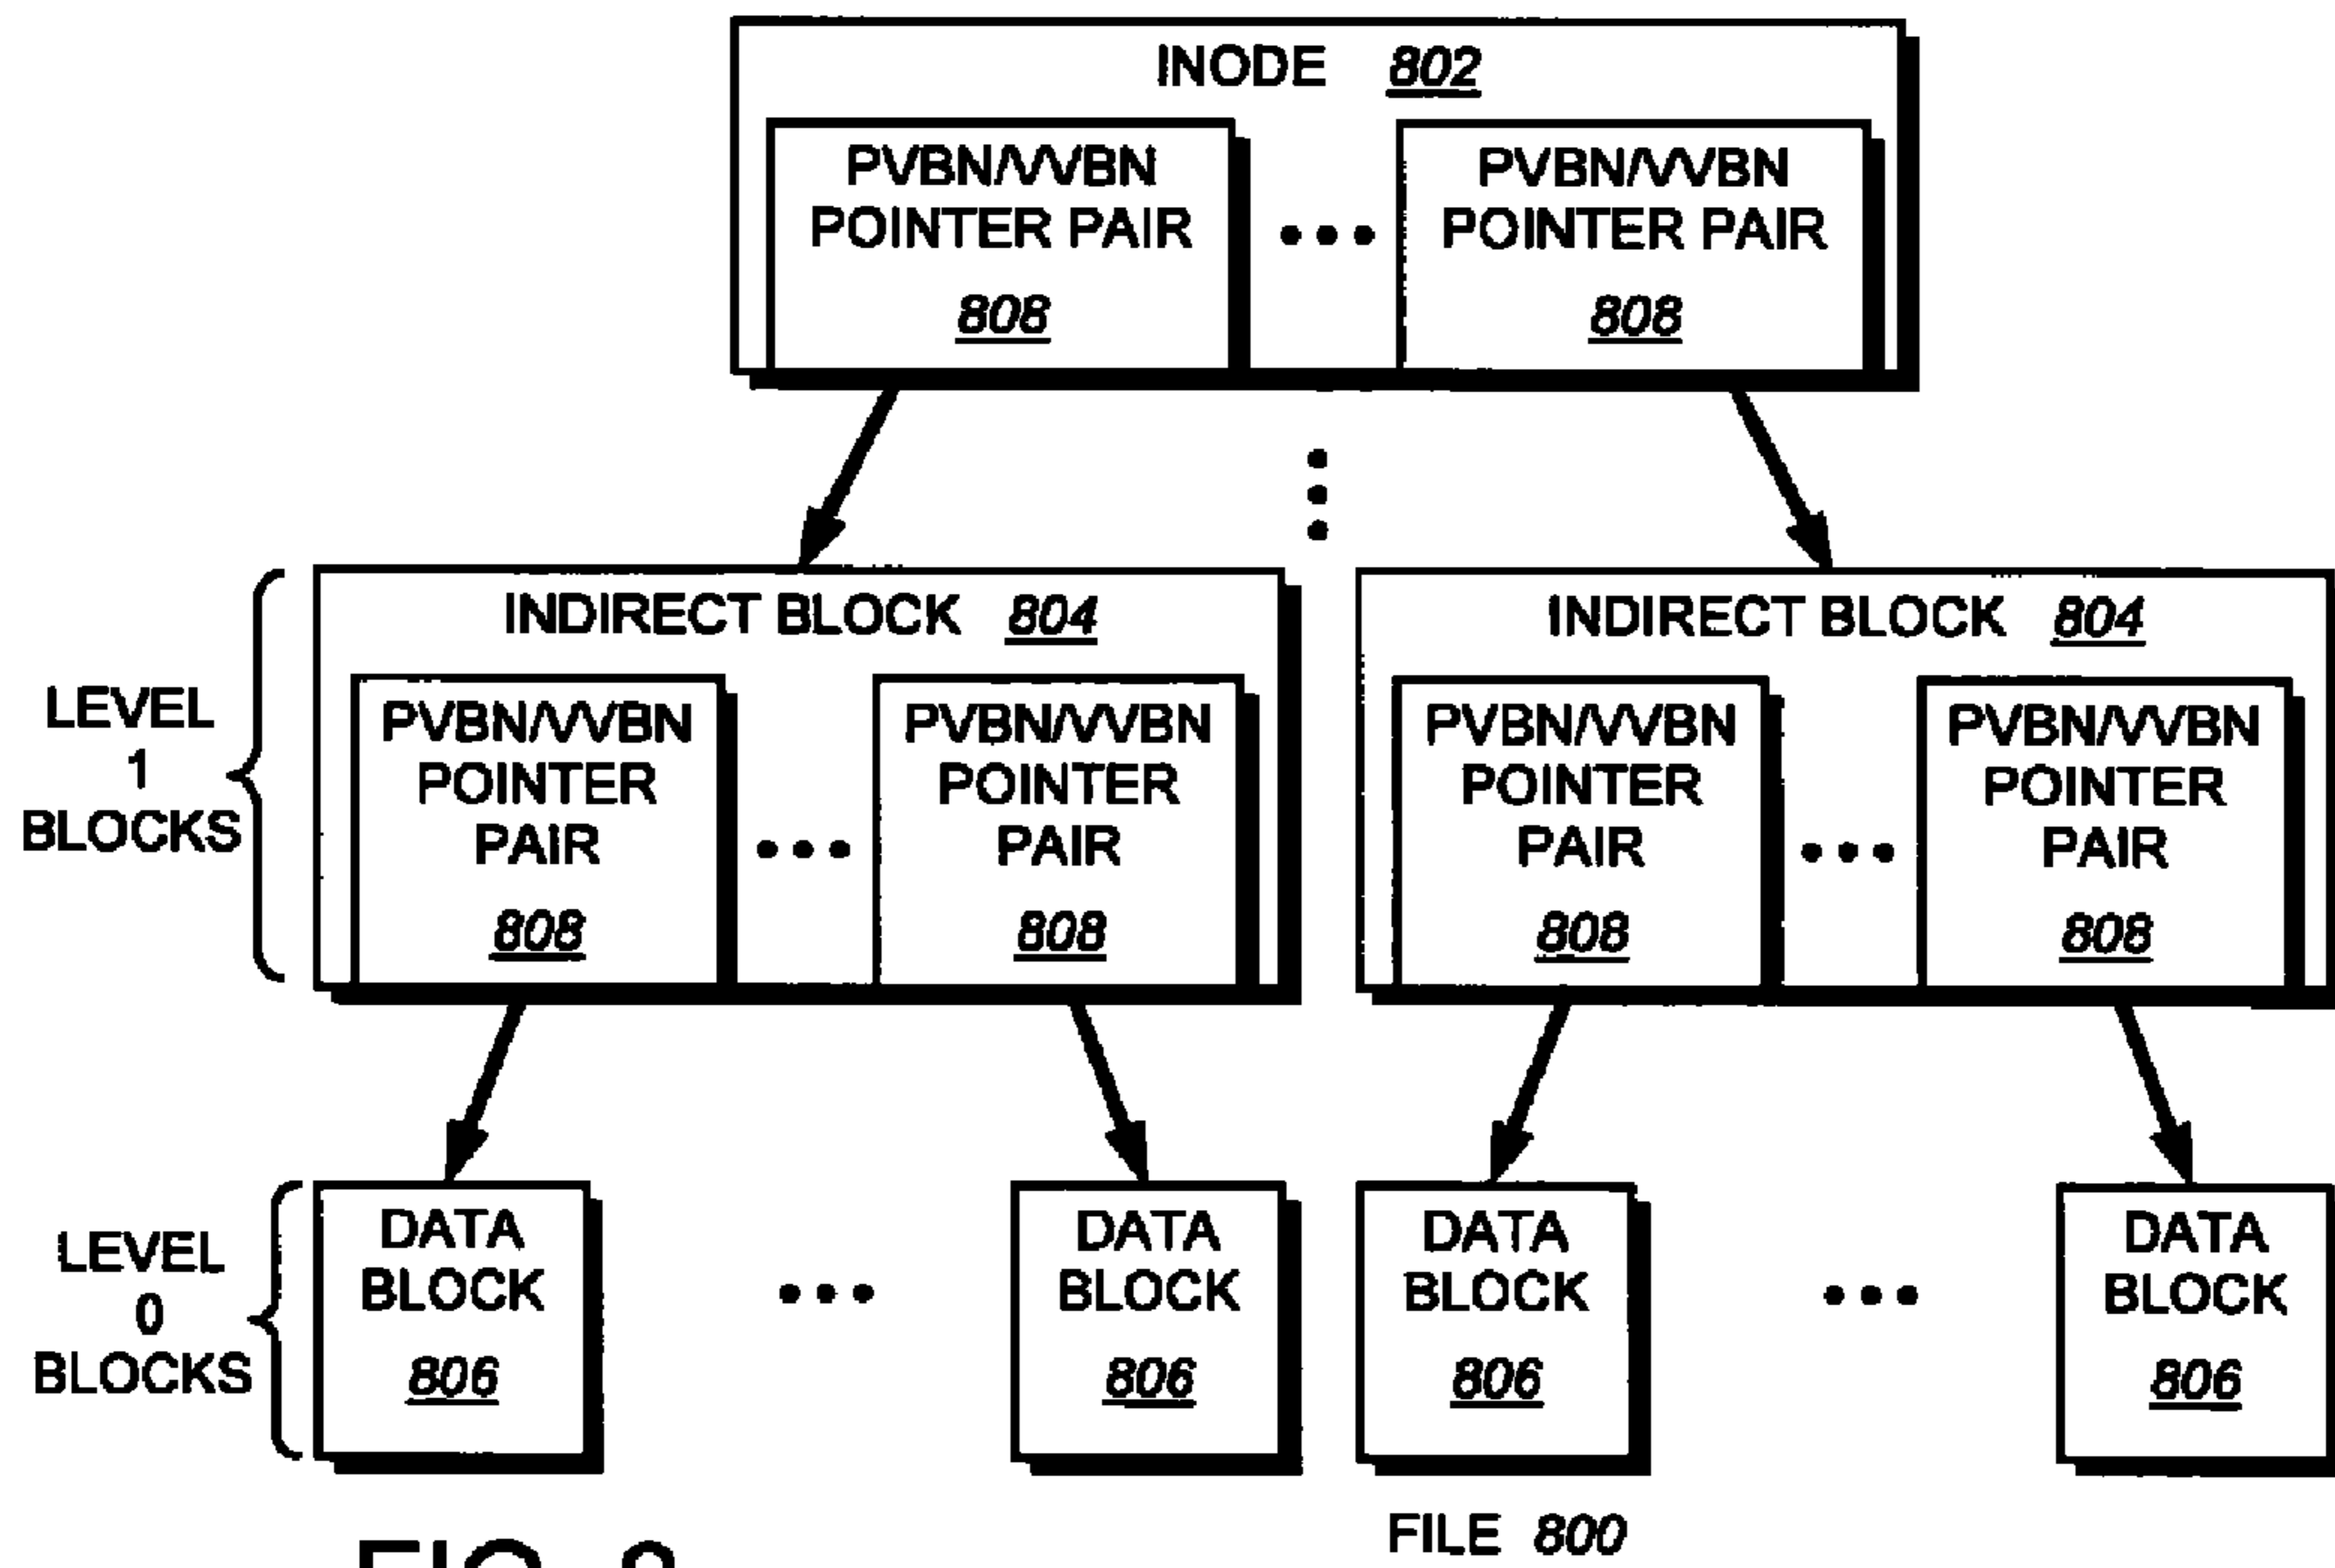 INODE 802
PVBN/VVBN
POINTER PAIR
808
PVBN/VVBN
POINTER PAIR
808
LEVEL
1
BLOCKS
INDIRECT BLOCK 804
PVBN/VVBN
POINTER
PAIR
808
PVBN/VVBN
POINTER
PAIR
808
INDIRECT BLOCK 804
PVBN/VVBN
POINTER
PAIR
808
PVBN/VVBN
POINTER
PAIR
808
LEVEL
0
BLOCKS
DATA
BLOCK
806
DATA
BLOCK
806
DATA
BLOCK
806
DATA
BLOCK
806
FILE 800